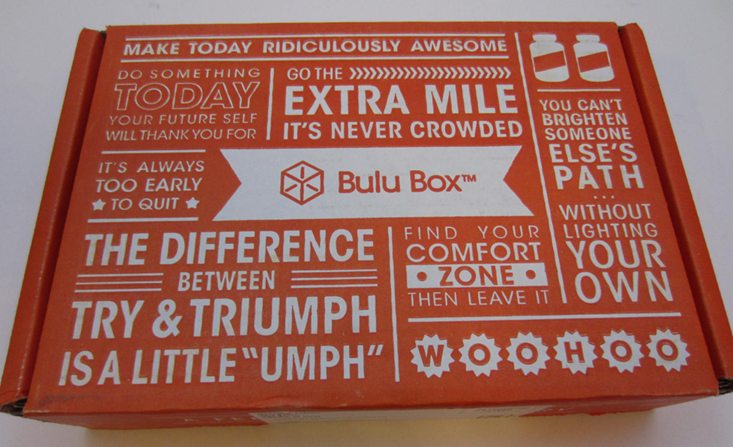 MAKE TODAY RIDICULOUSLY AWESOME
DO SOMETHING
TODAY
YOUR FUTURE SELF
WILL THANK YOU FOR
GO THE
EXTRA MILE
IT'S NEVER CROWDED
YOU CAN'T
BRIGHTEN
SOMEONE
ELSE'S
PATH
...
WITHOUT
LIGHTING
YOUR
OWN
IT'S ALWAYS
TOO EARLY
TO QUIT
Bulu Box™
THE DIFFERENCE
BETWEEN
TRY & TRIUMPH
IS A LITTLE "UMPH"
FIND YOUR
COMFORT
• ZONE •
THEN LEAVE IT
WOOHOO